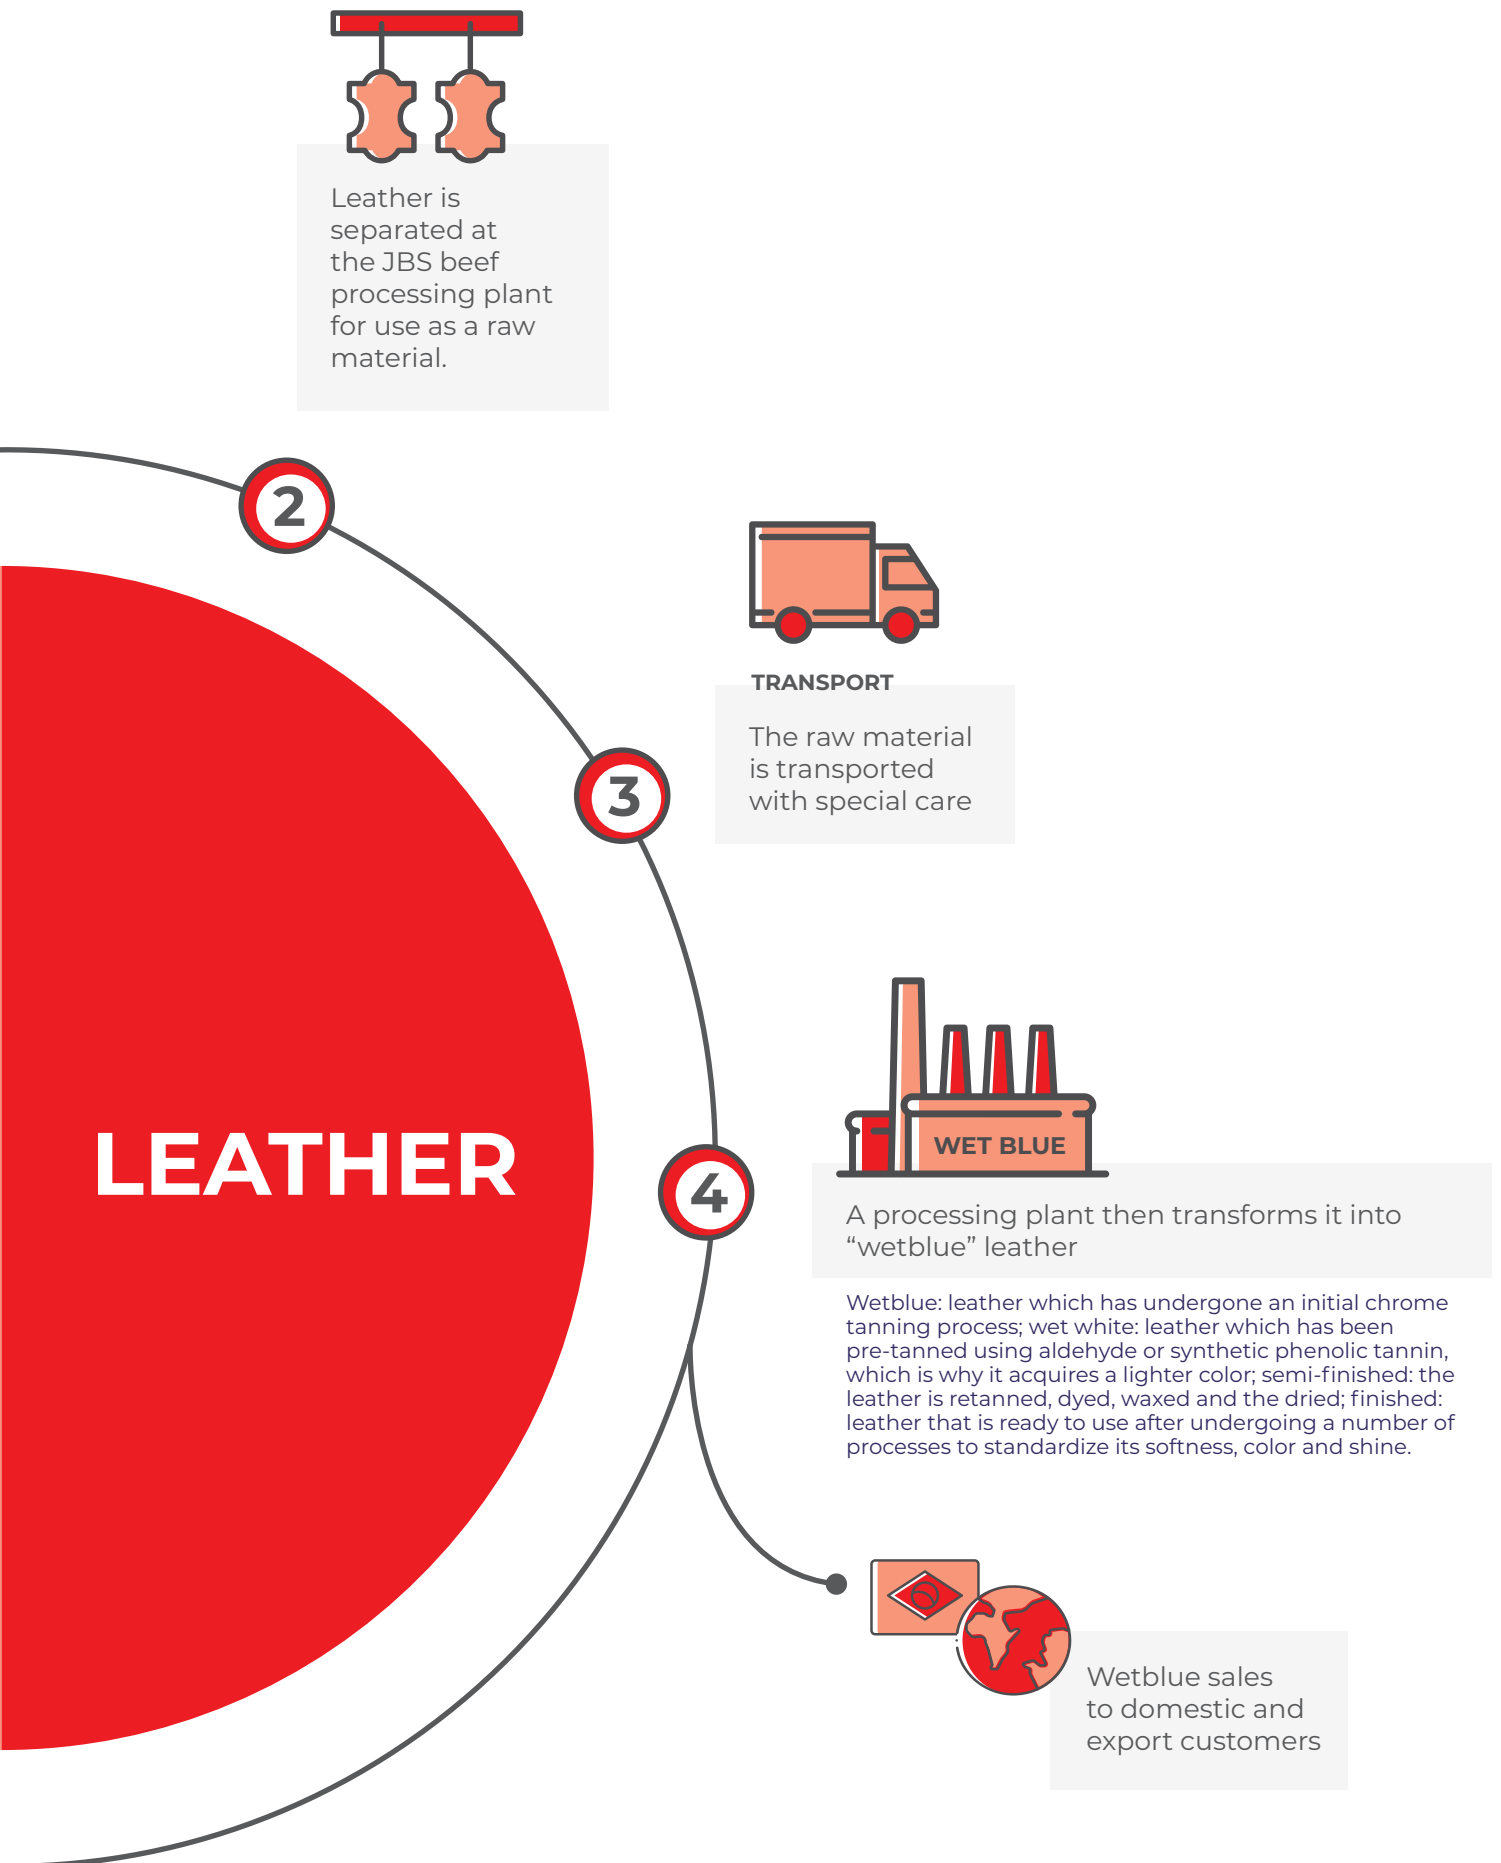 Leather is
separated at
the JBS beef
processing plant
for use as a raw
material.
2
TRANSPORT
The raw material
is transported
with special care
3
WET BLUE
LEATHER
4
A processing plant then transforms it into
“wetblue” leather
Wetblue: leather which has undergone an initial chrome
tanning process; wet white: leather which has been
pre-tanned using aldehyde or synthetic phenolic tannin,
which is why it acquires a lighter color; semi-finished: the
leather is retanned, dyed, waxed and the dried; finished:
leather that is ready to use after undergoing a number of
processes to standardize its softness, color and shine.
Wetblue sales
to domestic and
export customers